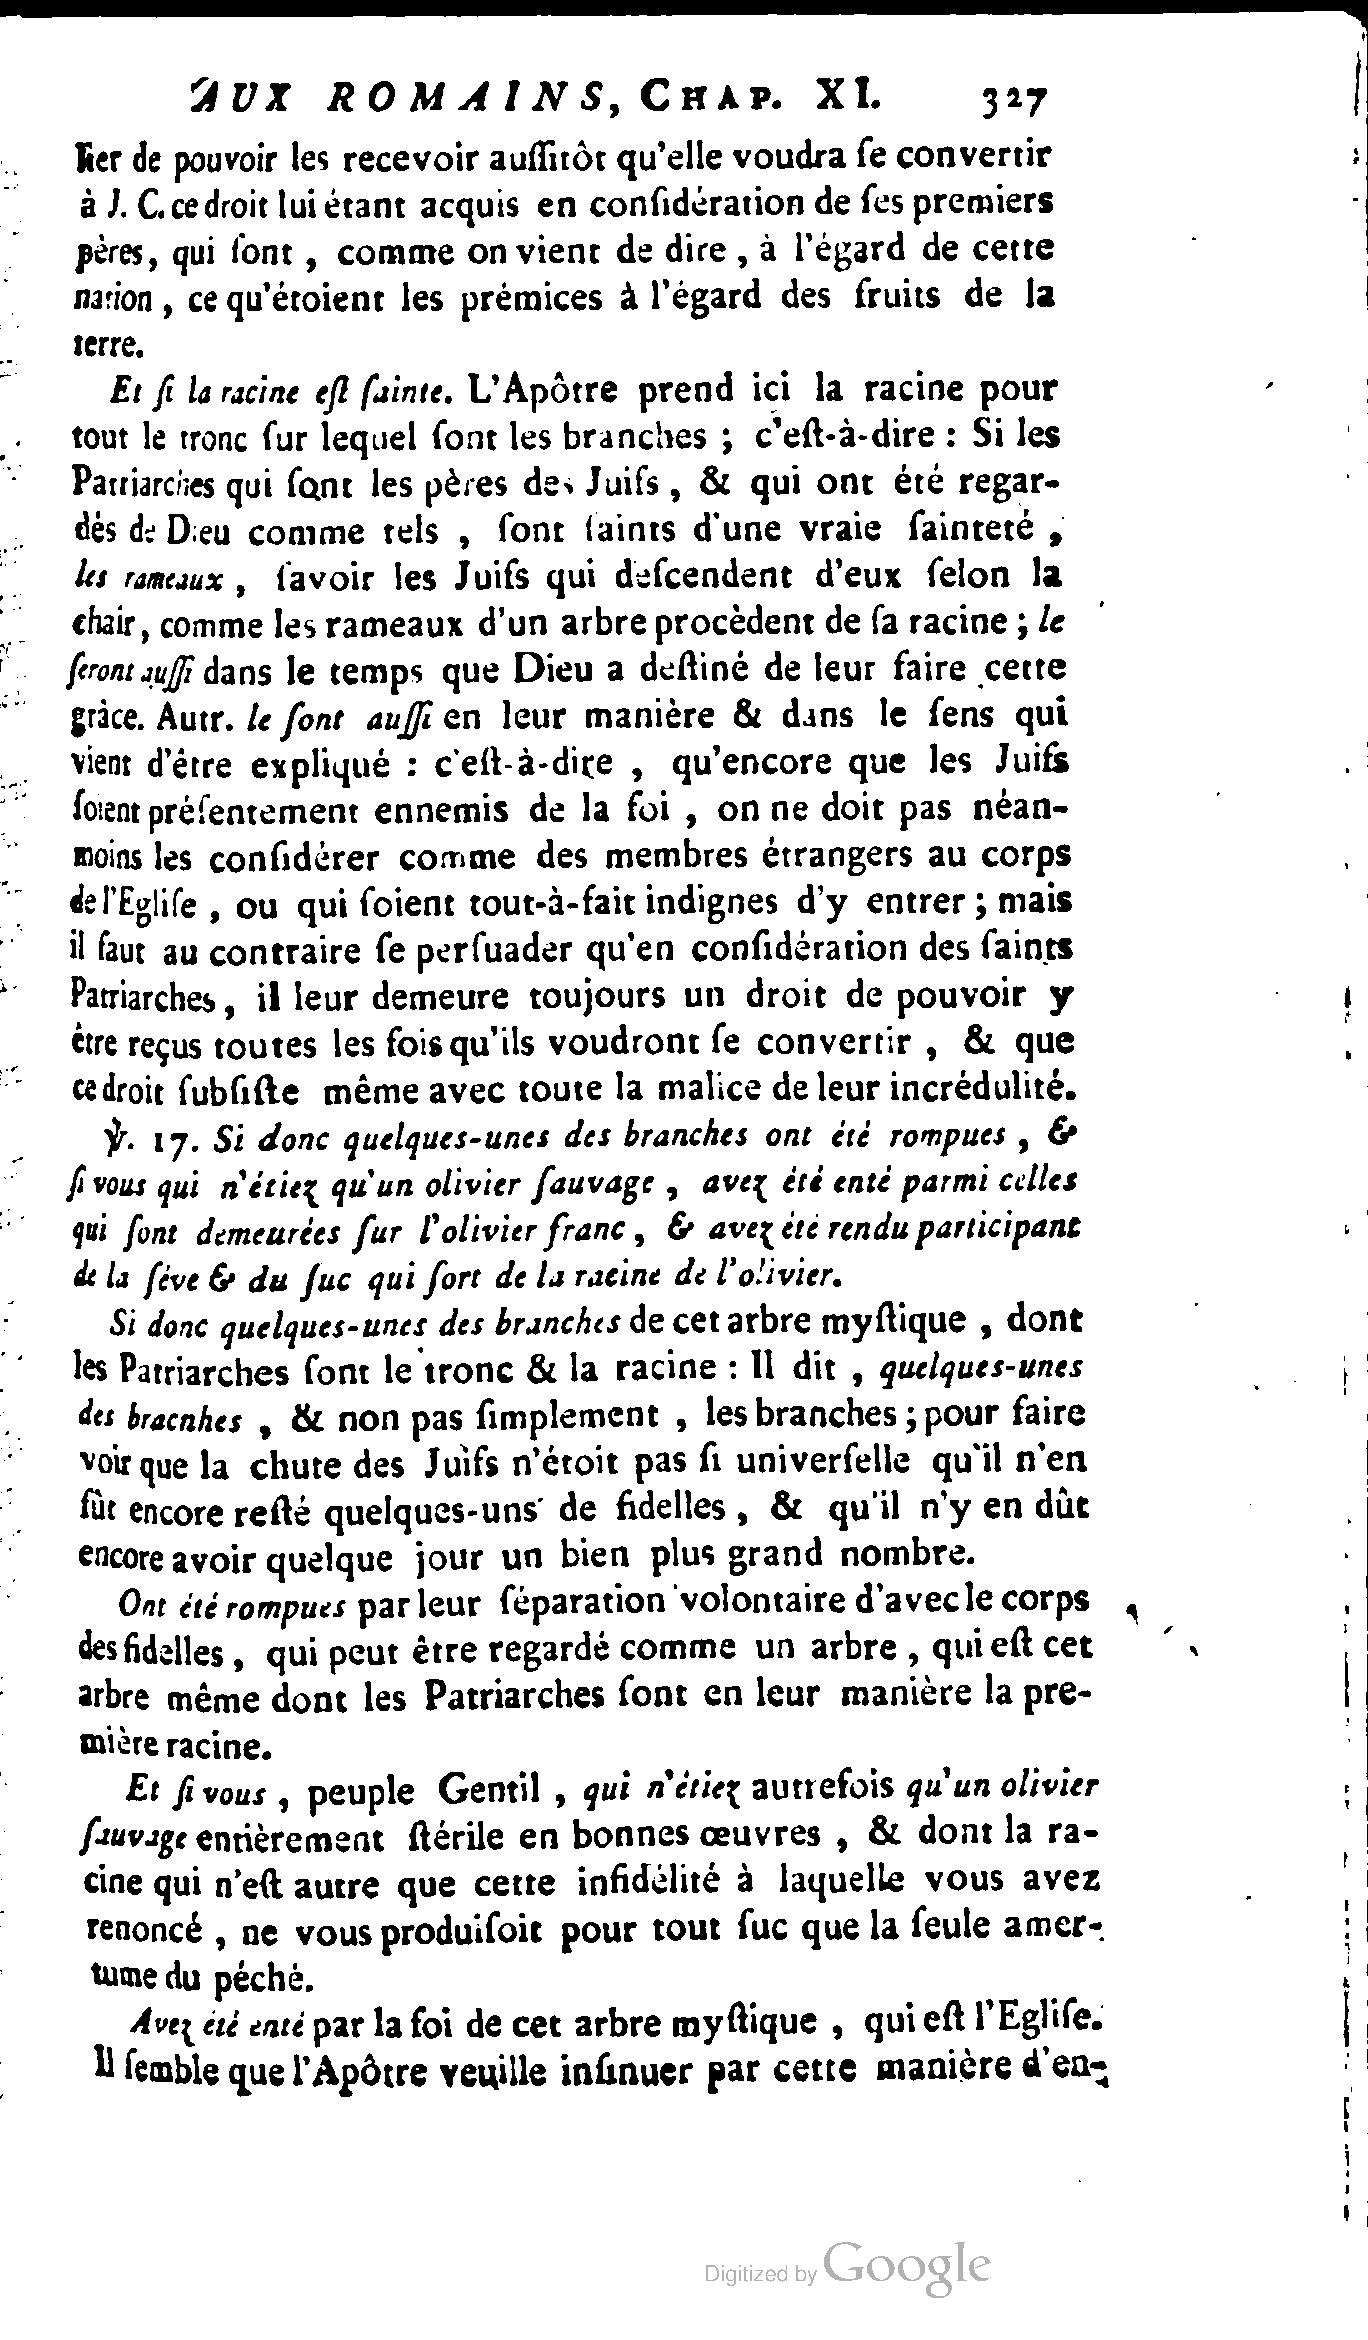 AUX ROMAINS, CHAP. XI. 327
lier de pouvoir les recevoir auſſitôt qu'elle voudra ſe convertir
à J. C. ce droit lui étant acquis en conſidération de ſes premiers
pères, qui ſont, comme on vient de dire, à l'égard de cette
nation, ce qu'étoient les prémices à l'égard des fruits de la
terre.
Et ſi la racine eſt ſainte. L'Apôtre prend ici la racine pour
tout le tronc ſur lequel ſont les branches ; c'eſt-à-dire : Si les
Patriarches qui ſont les pères des Juifs, & qui ont été regar-
dés de Dieu comme tels, ſont ſaints d'une vraie ſainteté,
les rameaux, ſavoir les Juifs qui deſcendent d'eux ſelon la
chair, comme les rameaux d'un arbre procèdent de ſa racine ; le
ſeront auſſi dans le temps que Dieu a deſtiné de leur faire cette
grâce. Autr. le ſont auſſi en leur manière & dans le ſens qui
vient d'être expliqué : c'eſt-à-dire, qu'encore que les Juifs
ſoient préſentement ennemis de la foi, on ne doit pas néan-
moins les conſidérer comme des membres étrangers au corps
de l'Egliſe, ou qui ſoient tout-à-fait indignes d'y entrer ; mais
il faut au contraire ſe perſuader qu'en conſidération des ſaints
Patriarches, il leur demeure toujours un droit de pouvoir y
être reçus toutes les fois qu'ils voudront ſe convertir, & que
ce droit ſubſiſte même avec toute la malice de leur incrédulité.
℣. 17. Si donc quelques-unes des branches ont été rompues, &
ſi vous qui n'étiez qu'un olivier ſauvage, avez été enté parmi celles
qui ſont demeurées ſur l'olivier franc, & avez été rendu participant
de la ſéve & du ſuc qui ſort de la racine de l'olivier.
Si donc quelques-unes des branches de cet arbre myſtique, dont
les Patriarches ſont le tronc & la racine : Il dit, quelques-unes
des bracnhes, & non pas ſimplement, les branches ; pour faire
voir que la chute des Juifs n'étoit pas ſi univerſelle qu'il n'en
fût encore reſté quelques-uns de fidelles, & qu'il n'y en dût
encore avoir quelque jour un bien plus grand nombre.
Ont été rompues par leur ſéparation volontaire d'avec le corps
des fidelles, qui peut être regardé comme un arbre, qui eſt cet
arbre même dont les Patriarches ſont en leur manière la pre-
mière racine.
Et ſi vous, peuple Gentil, qui n'étiez autrefois qu'un olivier
ſauvage entièrement ſtérile en bonnes œuvres, & dont la ra-
cine qui n'eſt autre que cette infidélité à laquelle vous avez
renoncé, ne vous produiſoit pour tout ſuc que la ſeule amer-
tume du péché.
Avez été enté par la foi de cet arbre myſtique, qui eſt l'Egliſe.
Il ſemble que l'Apôtre veuille inſinuer par cette manière d'en-
Digitized by Google